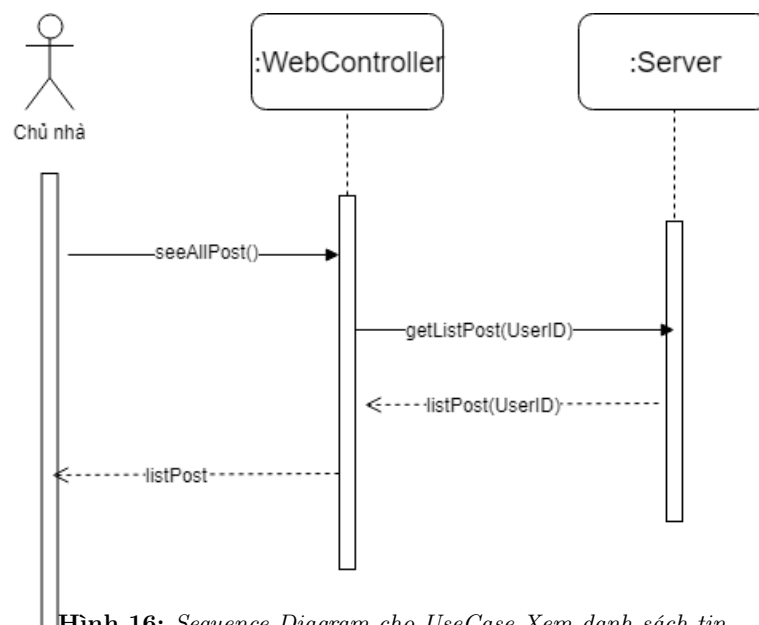 :WebController
:Server
Chủ nhà
seeAllPost()
getListPost(UserID)
listPost(UserID)
listPost
Hình 16: Sequence Diagram cho UseCase Xem danh sách tin